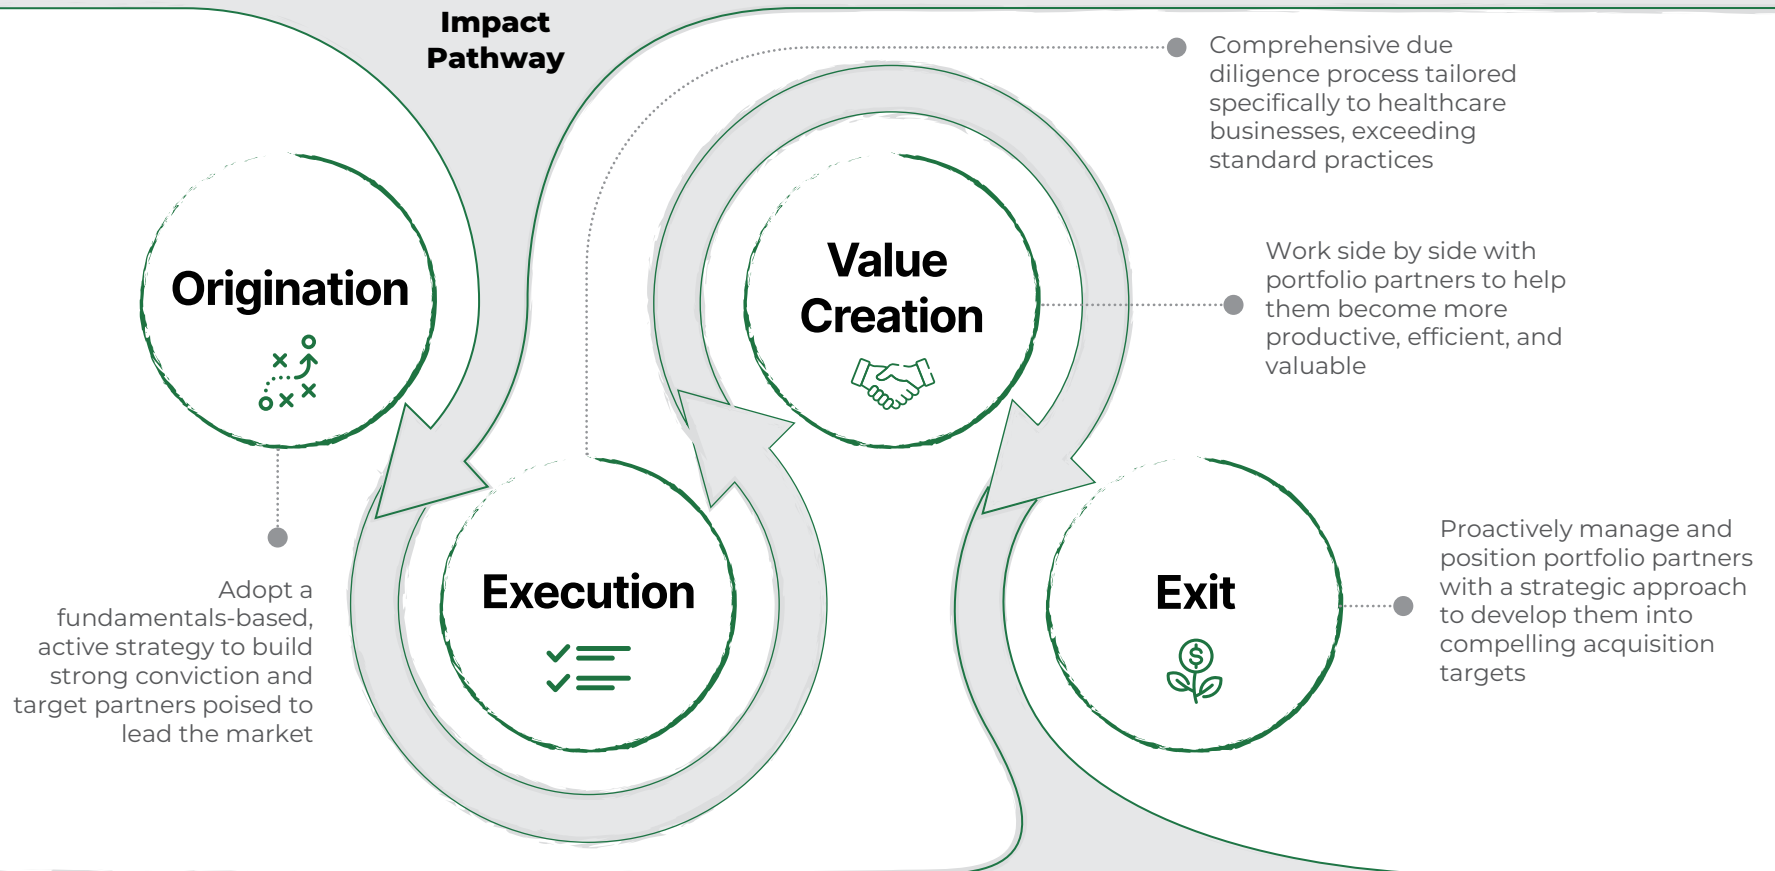 Impact
Pathway
Origination
Adopt a
fundamentals-based,
active strategy to build
strong conviction and
target partners poised to
lead the market
Execution
Comprehensive due
diligence process tailored
specifically to healthcare
businesses, exceeding
standard practices
Value
Creation
Work side by side with
portfolio partners to help
them become more
productive, efficient, and
valuable
Exit
$
Proactively manage and
position portfolio partners
with a strategic approach
to develop them into
compelling acquisition
targets